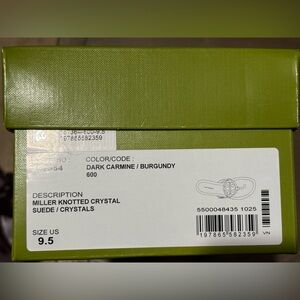 197865582359
COLOR/CODE :
DARK CARMINE / BURGUNDY
600
DESCRIPTION
MILLER KNOTTED CRYSTAL
SUEDE / CRYSTALS
5500048435 1025
SIZE US
9.5
197865582359